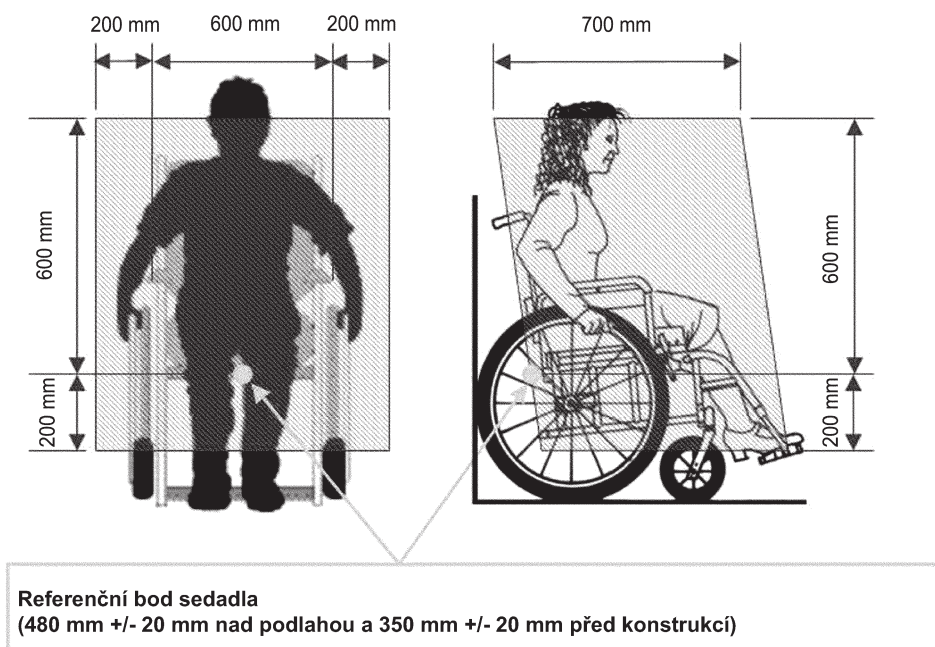 200 mm 600 mm 200 mm 700 mm
600 mm
200 mm
600 mm
200 mm
Referenční bod sedadla
(480 mm +/- 20 mm nad podlahou a 350 mm +/- 20 mm před konstrukcí)